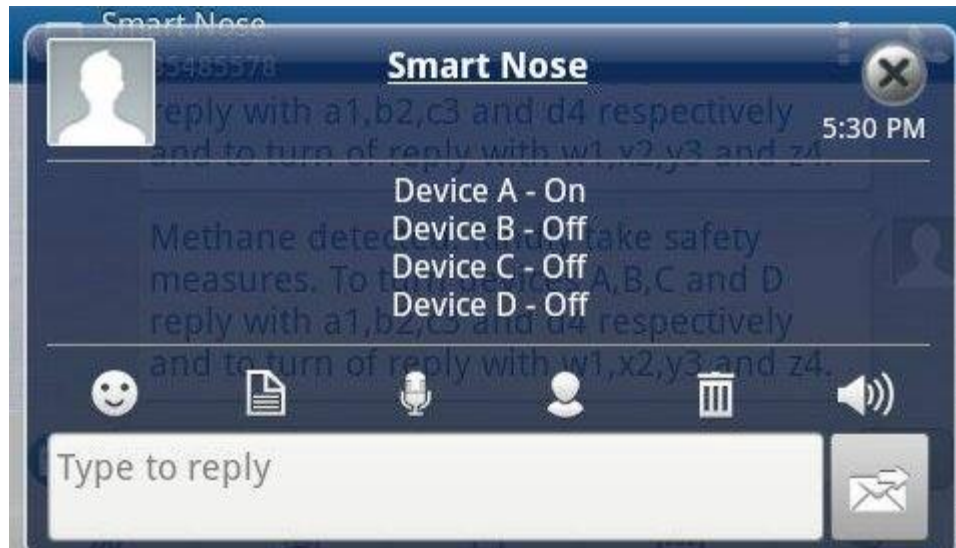 Smart Nose
35485578
Smart Nose
reply with a1,b2,c3 and d4 respectively
5:30 PM
and to turn of reply with w1,x2,y3 and z4.
Device A - On
Device B - Off
Device C - Off
Device D - Off
Methane take safety
measures. To A,B,C and D
reply with a1,b2,c3 and d4 respectively
and to turn of reply with w1,x2,y3 and z4.
Type to reply